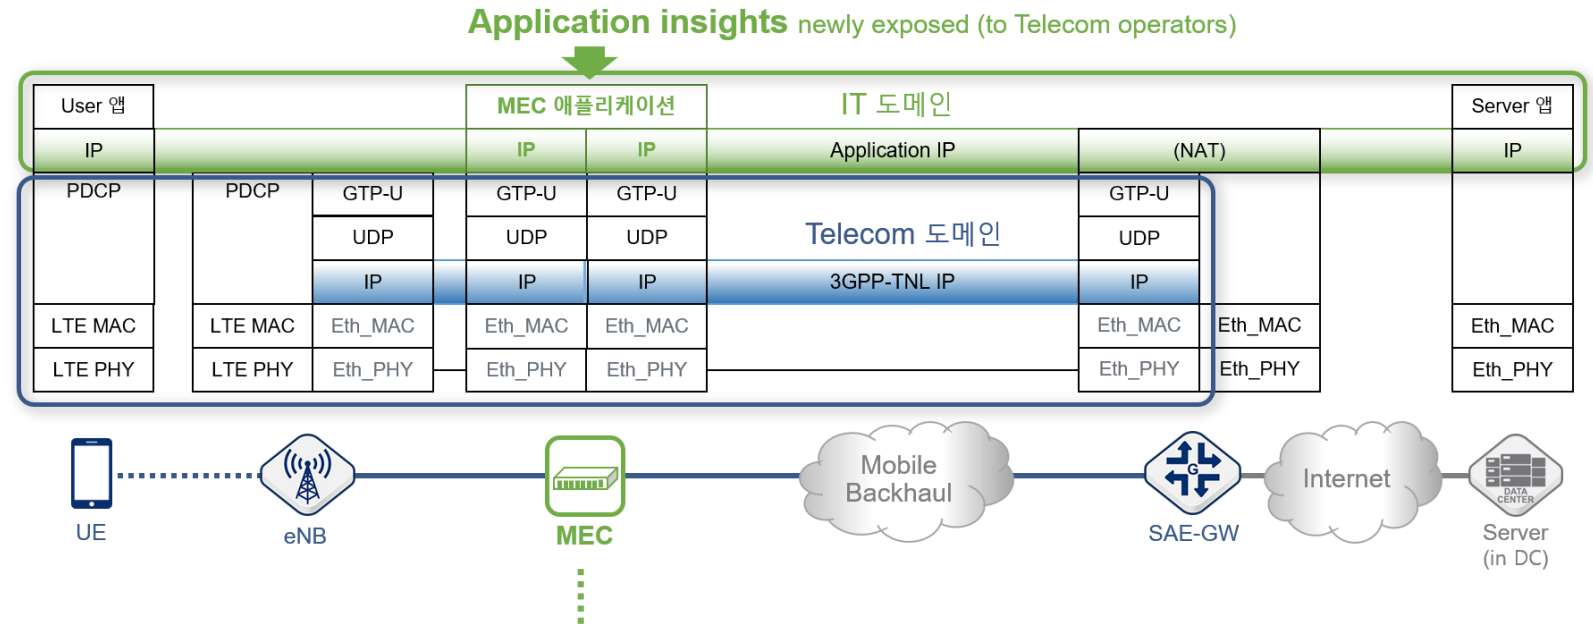 Application insights newly exposed (to Telecom operators)
User 앱
MEC 애플리케이션
IT 도메인
Server 앱
IP
IP
IP
Application IP
(NAT)
IP
PDCP
PDCP
GTP-U
GTP-U
GTP-U
GTP-U
UDP
UDP
UDP
Telecom 도메인
UDP
IP
IP
IP
3GPP-TNL IP
IP
LTE MAC
LTE MAC
Eth_MAC
Eth_MAC
Eth_MAC
Eth_MAC
Eth_MAC
Eth_MAC
LTE PHY
LTE PHY
Eth_PHY
Eth_PHY
Eth_PHY
Eth_PHY
Eth_PHY
Eth_PHY
Mobile
Backhaul
G
Internet
DATA
CENTER
UE
eNB
MEC
SAE-GW
Server
(in DC)